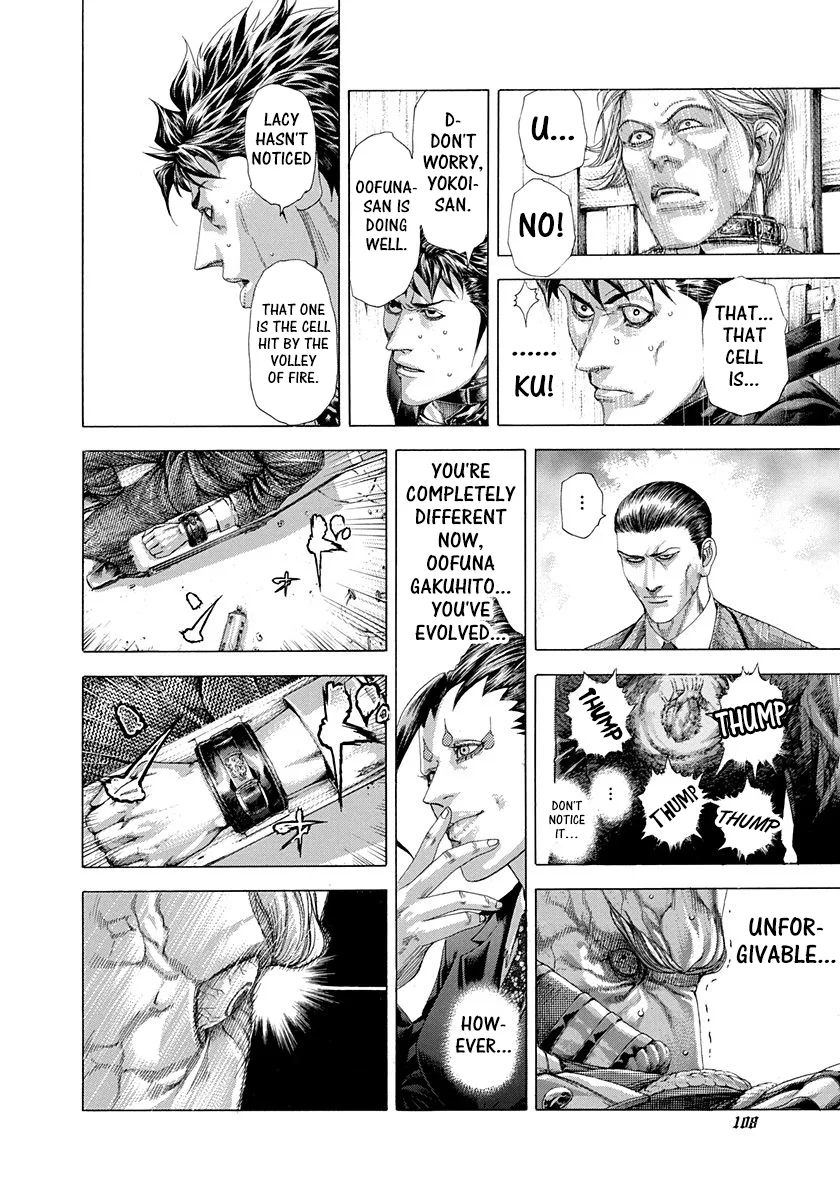 U...
NO!
THAT...
THAT
CELL
IS...
......
KU!
D-
DON'T
WORRY,
YOKOI-
SAN.
OOFUNA-
SAN IS
DOING
WELL.
LACY
HASN'T
NOTICED
THAT ONE
IS THE CELL
HIT BY THE
VOLLEY
OF FIRE.
...
THUMP
THUMP
THUMP
THUMP
...
DON'T
NOTICE
IT...
UNFOR-
GIVABLE...
YOU'RE
COMPLETELY
DIFFERENT
NOW,
OOFUNA
GAKUHITO...
YOU'VE
EVOLVED...
HOW-
EVER...
108